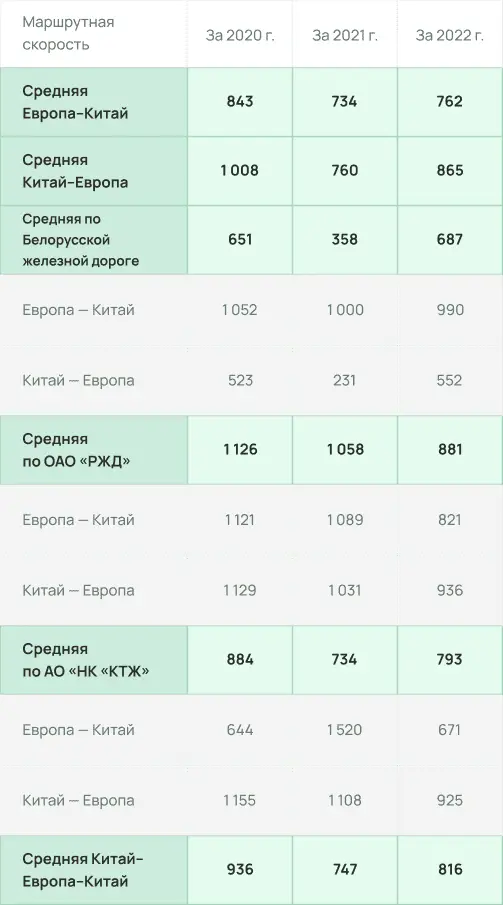 Маршрутная
скорость
За 2020 г.
За 2021 г.
За 2022 г.
Средняя
Европа–Китай
843
734
762
Средняя
Китай–Европа
1 008
760
865
Средняя по
Белорусской
железной дороге
651
358
687
Европа — Китай
1 052
1 000
990
Китай — Европа
523
231
552
Средняя
по ОАО «РЖД»
1 126
1 058
881
Европа — Китай
1 121
1 089
821
Китай — Европа
1 129
1 031
936
Средняя
по АО «НК «КТЖ»
884
734
793
Европа — Китай
644
1 520
671
Китай — Европа
1 155
1 108
925
Средняя Китай–
Европа–Китай
936
747
816